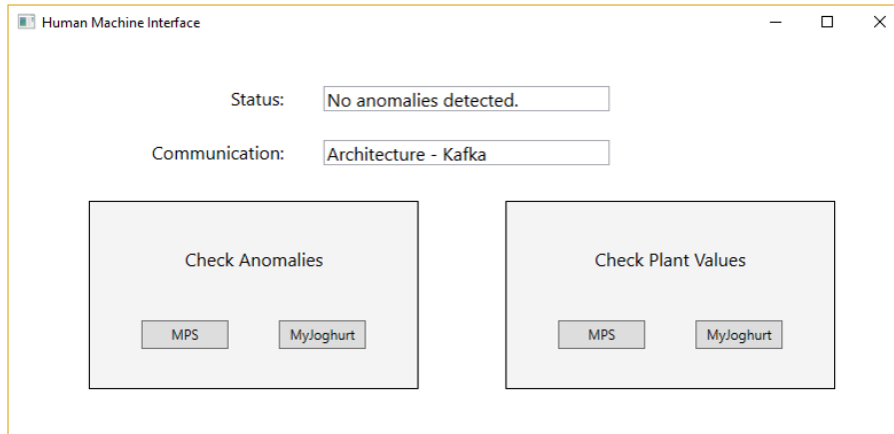 Human Machine Interface
Status: No anomalies detected.
Communication: Architecture - Kafka
Check Anomalies
MPS MyJoghurt
Check Plant Values
MPS MyJoghurt